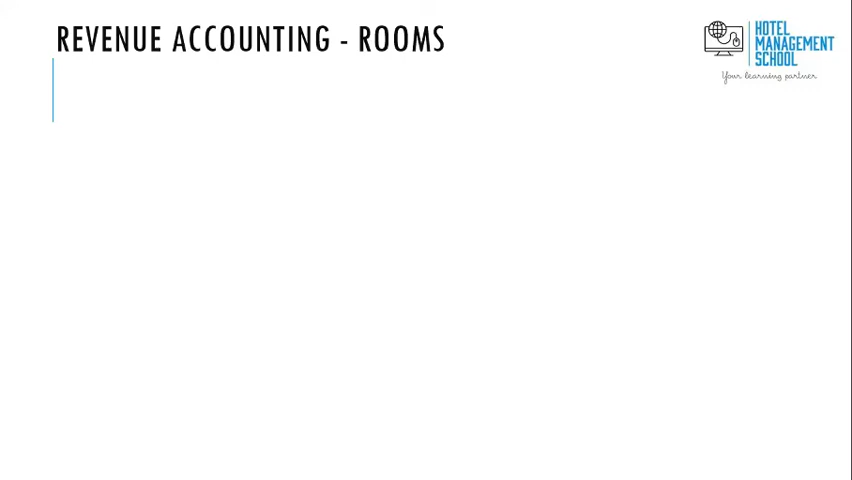 REVENUE ACCOUNTING - ROOMS
HOTEL
MANAGEMENT
SCHOOL
Your learning partner